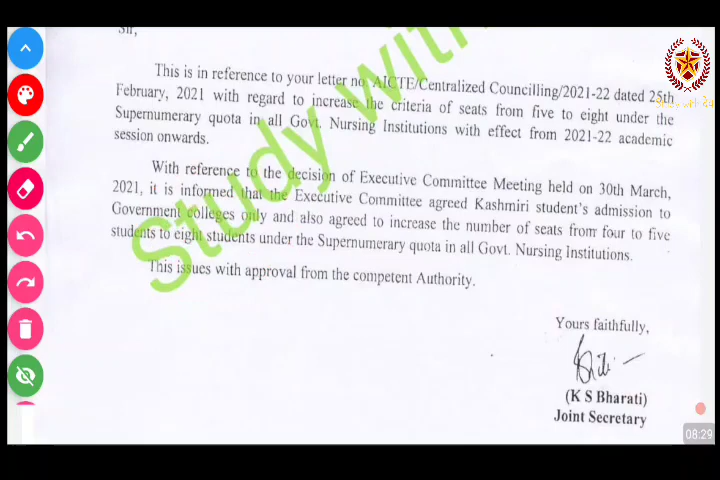 Sir,
This is in reference to your letter no. AICTE/Centralized Councilling/2021-22 dated 25th
February, 2021 with regard to increase the criteria of seats from five to eight under the
Supernumerary quota in all Govt. Nursing Institutions with effect from 2021-22 academic
session onwards.
With reference to the decision of Executive Committee Meeting held on 30th March,
2021, it is informed that the Executive Committee agreed Kashmiri student's admission to
Government colleges only and also agreed to increase the number of seats from four to five
students to eight students under the Supernumerary quota in all Govt. Nursing Institutions.
This issues with approval from the competent Authority.
Yours faithfully,
(K S Bharati)
Joint Secretary
Study with
Study with
08:29